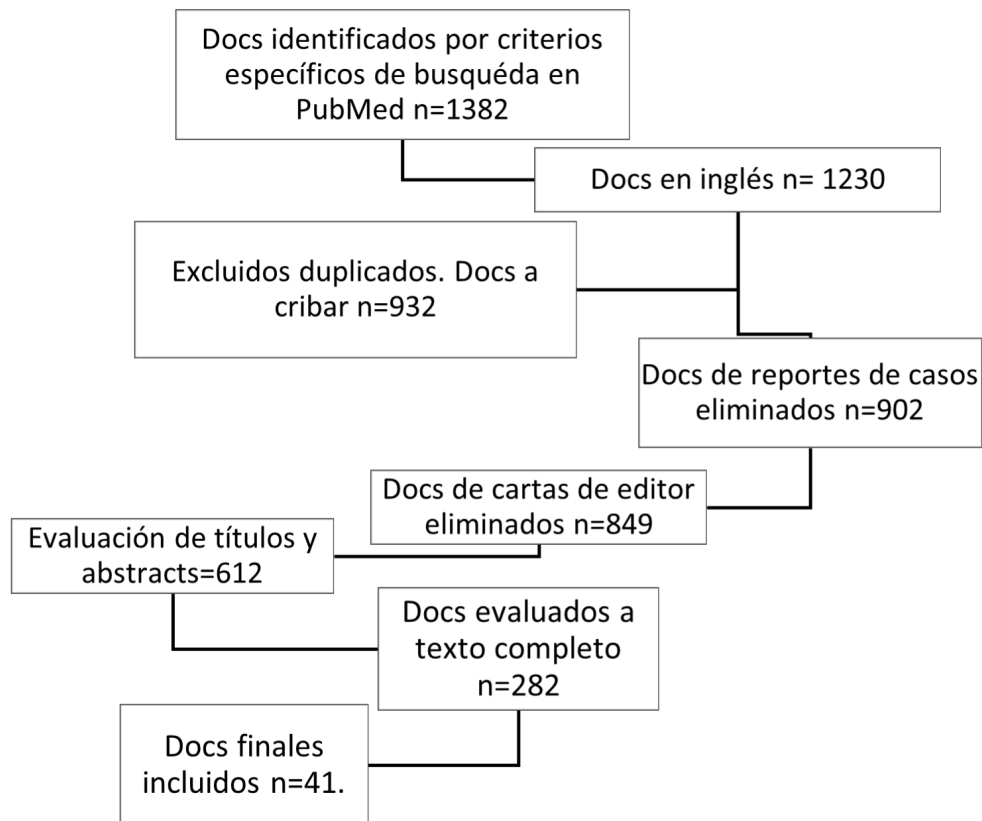 Docs identificados por criterios
específicos de busquéda en
PubMed n=1382
Docs en inglés n= 1230
Excluidos duplicados. Docs a
cribar n=932
Docs de reportes de casos
eliminados n=902
Docs de cartas de editor
eliminados n=849
Evaluación de títulos y
abstracts=612
Docs evaluados a
texto completo
n=282
Docs finales
incluidos n=41.